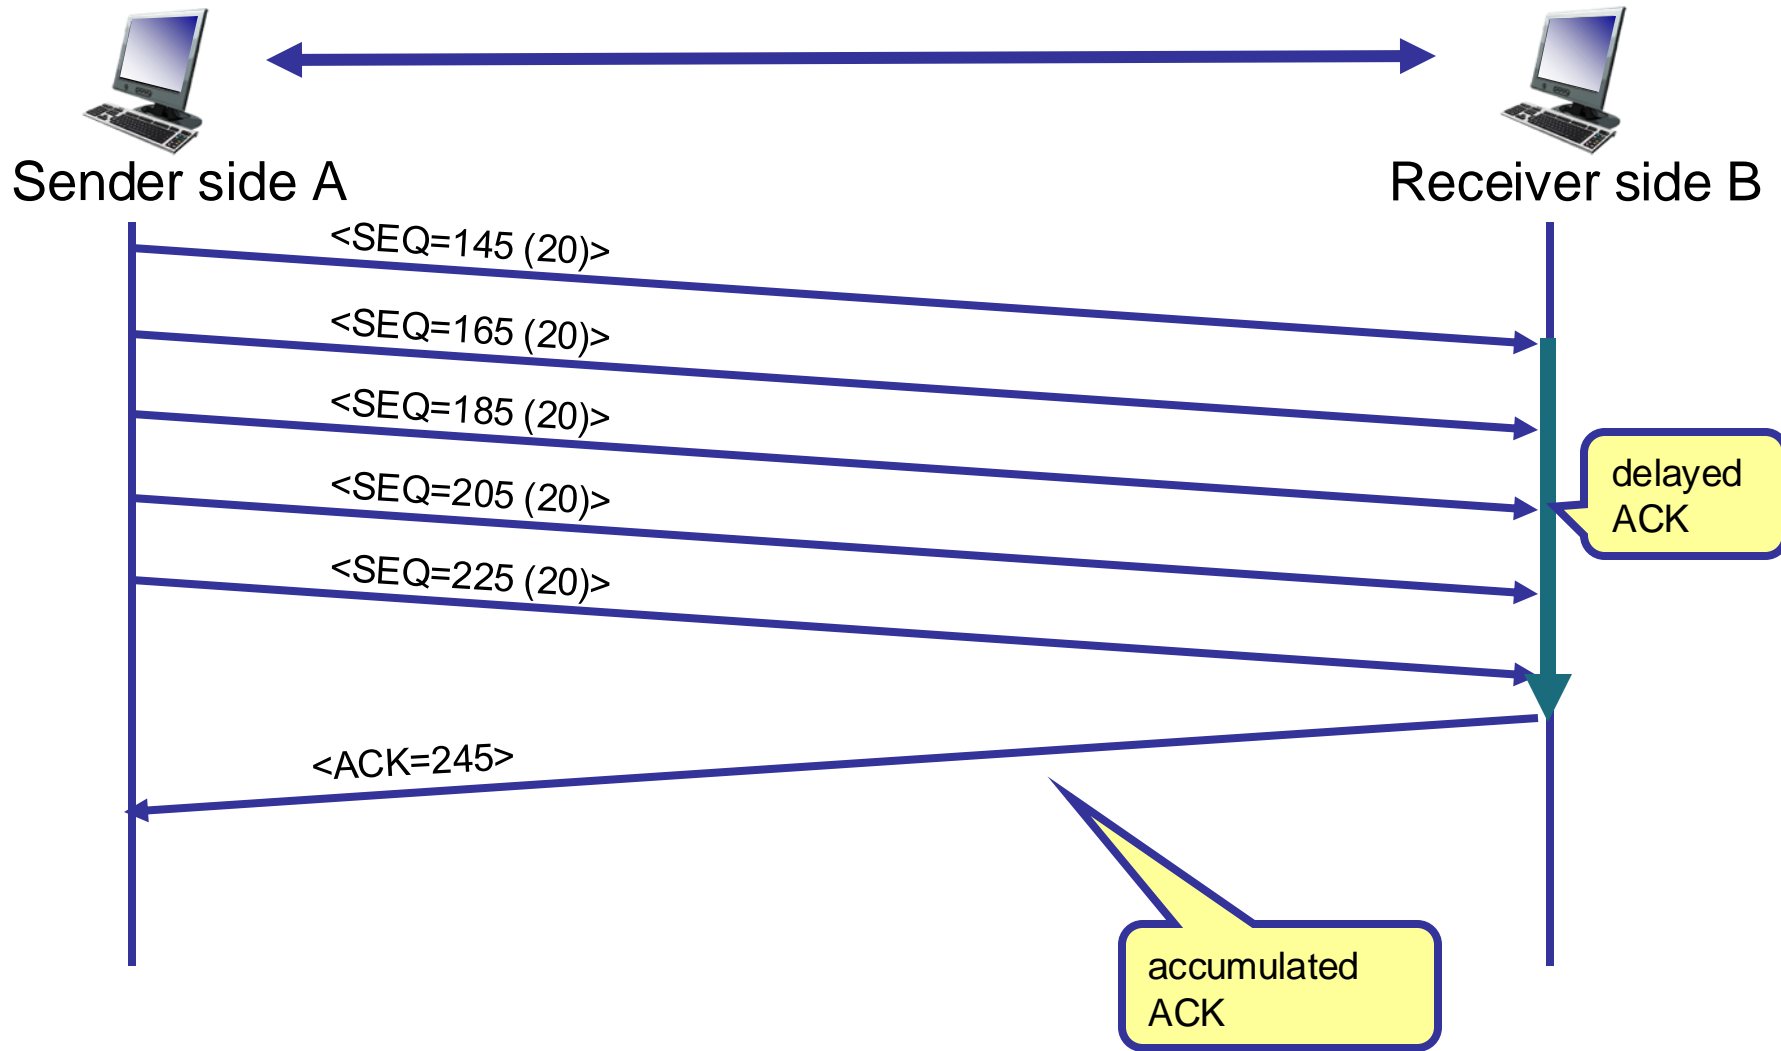 Sender side A
Receiver side B
<SEQ=145 (20)>
<SEQ=165 (20)>
<SEQ=185 (20)>
<SEQ=205 (20)>
<SEQ=225 (20)>
delayed
ACK
<ACK=245>
accumulated
ACK